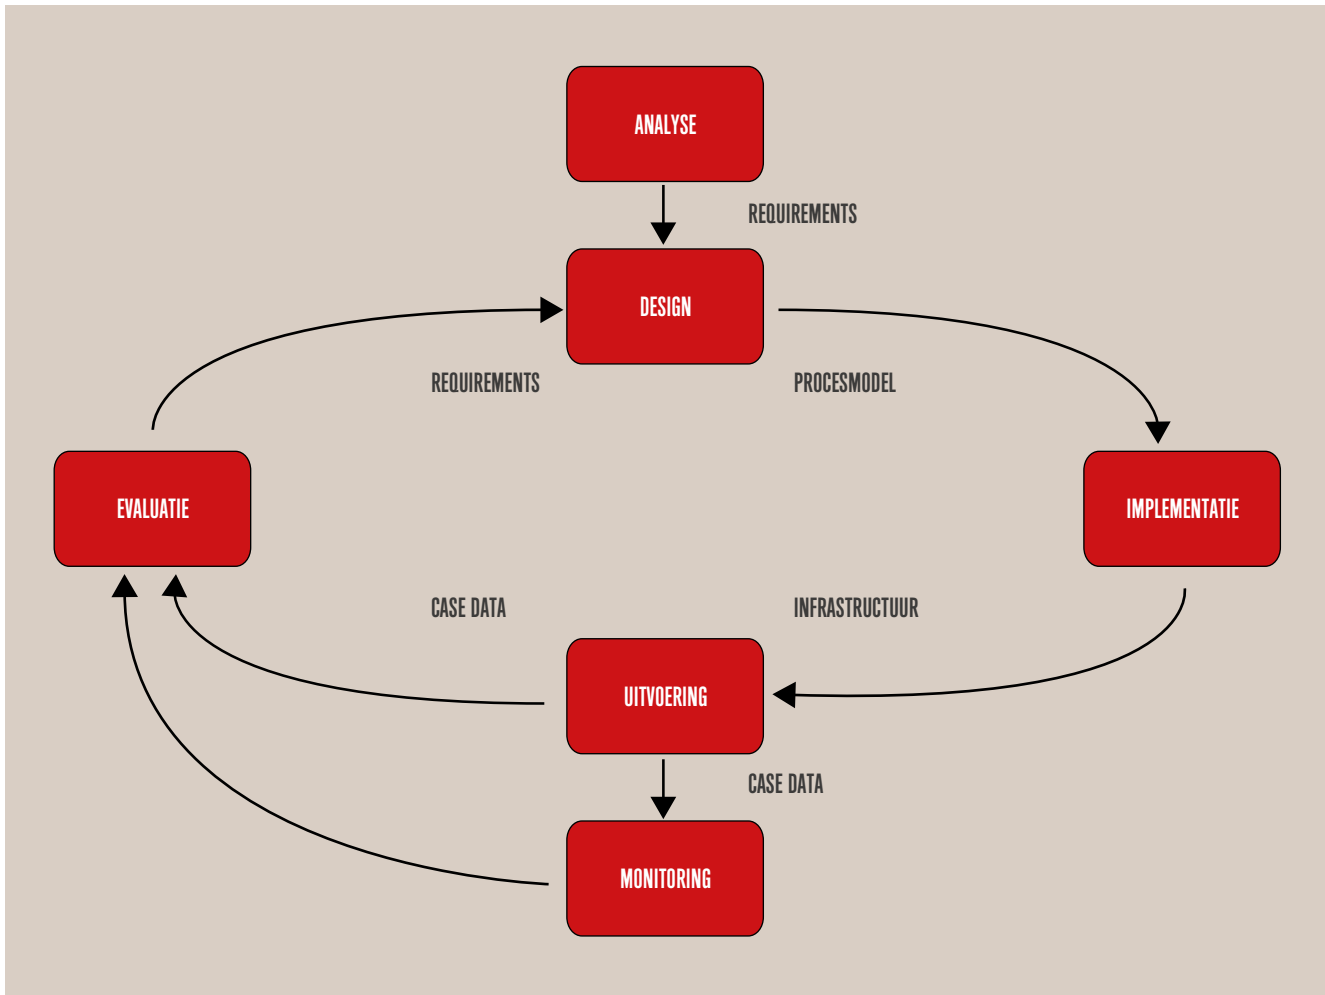 ANALYSE
REQUIREMENTS
DESIGN
REQUIREMENTS
PROCESMODEL
EVALUATIE
IMPLEMENTATIE
CASE DATA
INFRASTRUCTUUR
UITVOERING
CASE DATA
MONITORING